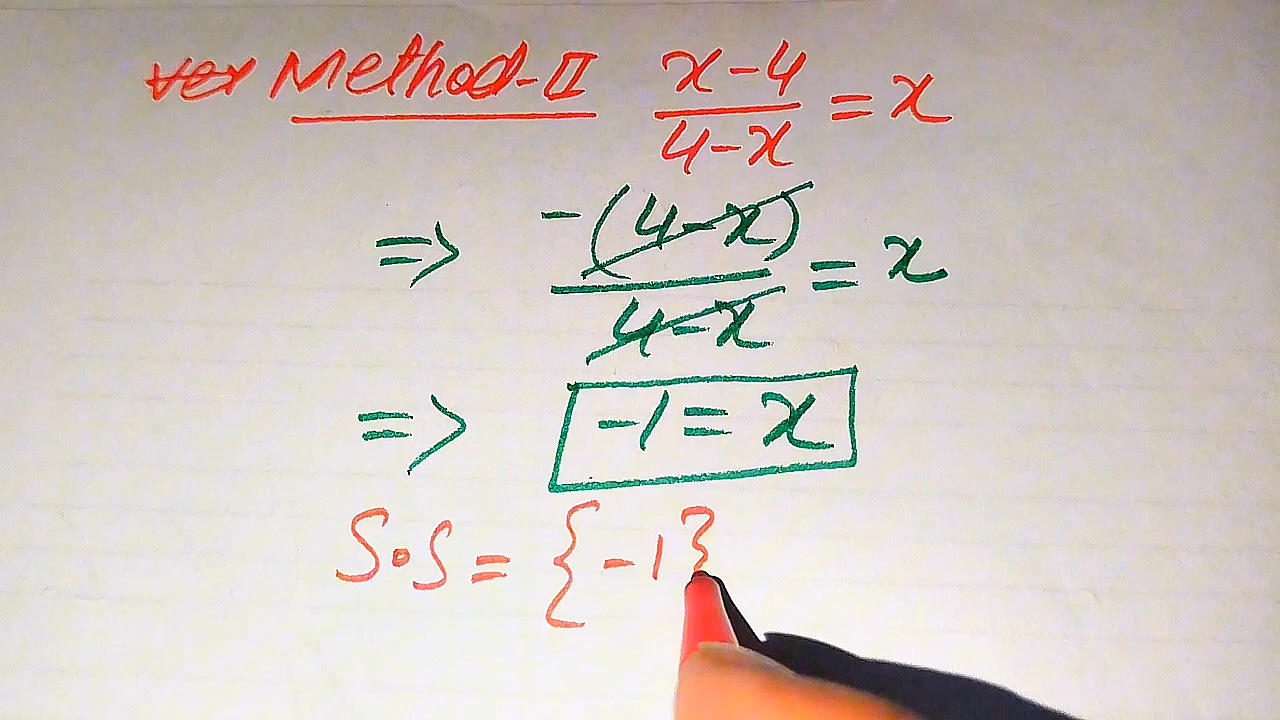 Method-II x-4/4-x = x
=> -(4-x)/4-x = x
=> -1 = x
S.S = {-1}